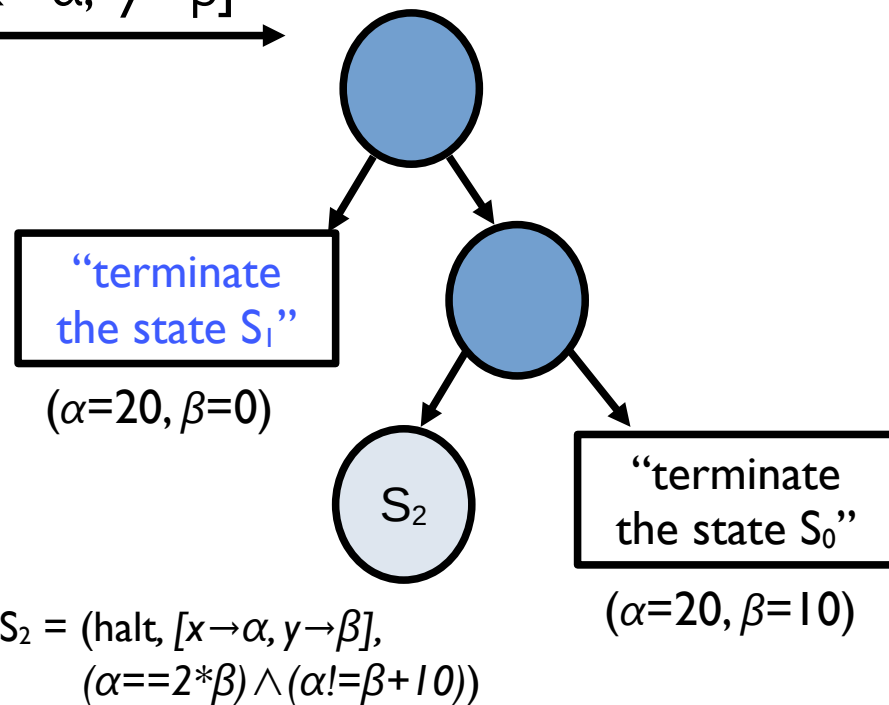 α, y→β]
“terminate
the state S₁”
(α=20, β=0)
S₂
“terminate
the state S₀”
(α=20, β=10)
S₂ = (halt, [x→α, y→β],
(α==2*β)∧(α!=β+10))